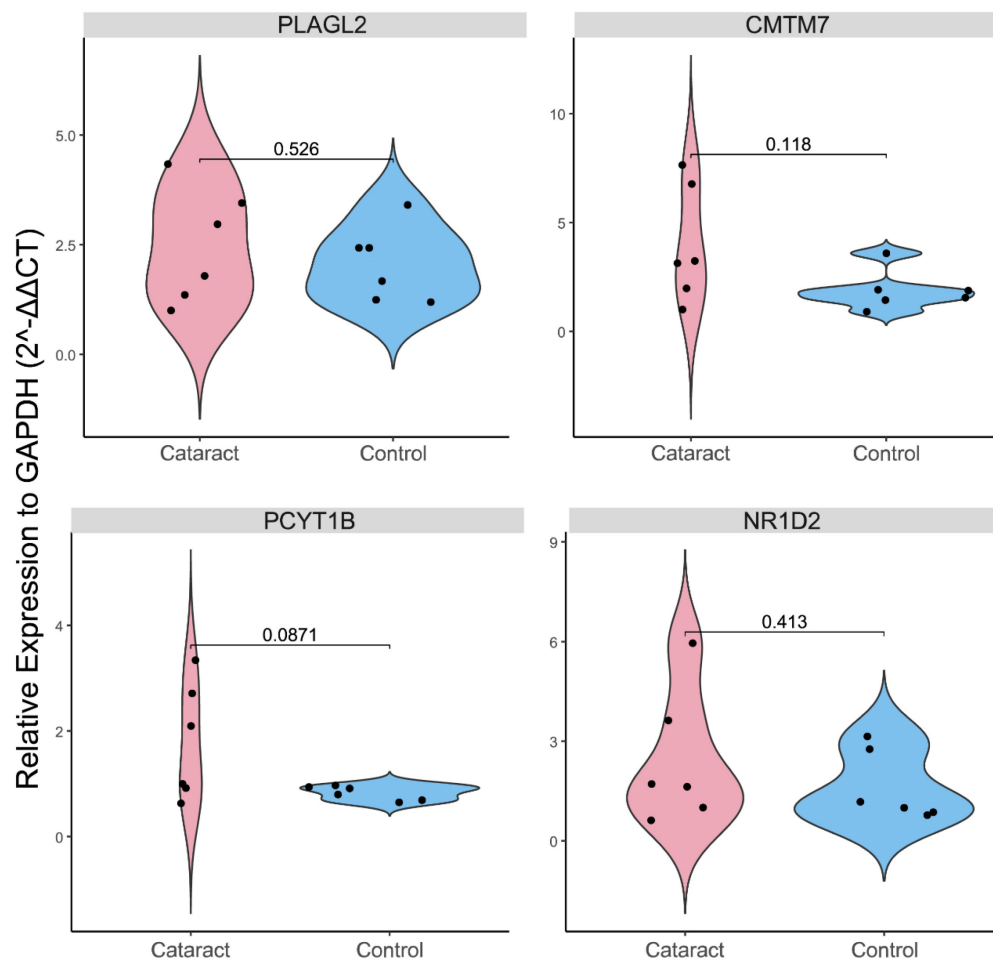 Relative Expression to GAPDH (2^-ΔΔCT)
PLAGL2
5.0
2.5
0.0
0.526
Cataract
Control
CMTM7
10
5
0
0.118
Cataract
Control
PCYT1B
4
2
0
0.0871
Cataract
Control
NR1D2
9
6
3
0
0.413
Cataract
Control